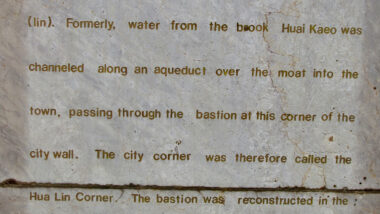 (lin). Formerly, water from the brook Huai Kaeo was
channeled along an aqueduct over the moat into the
town, passing through the bastion at this corner of the
city wall. The city corner was therefore called the
Hua Lin Corner. The bastion was reconstructed in the